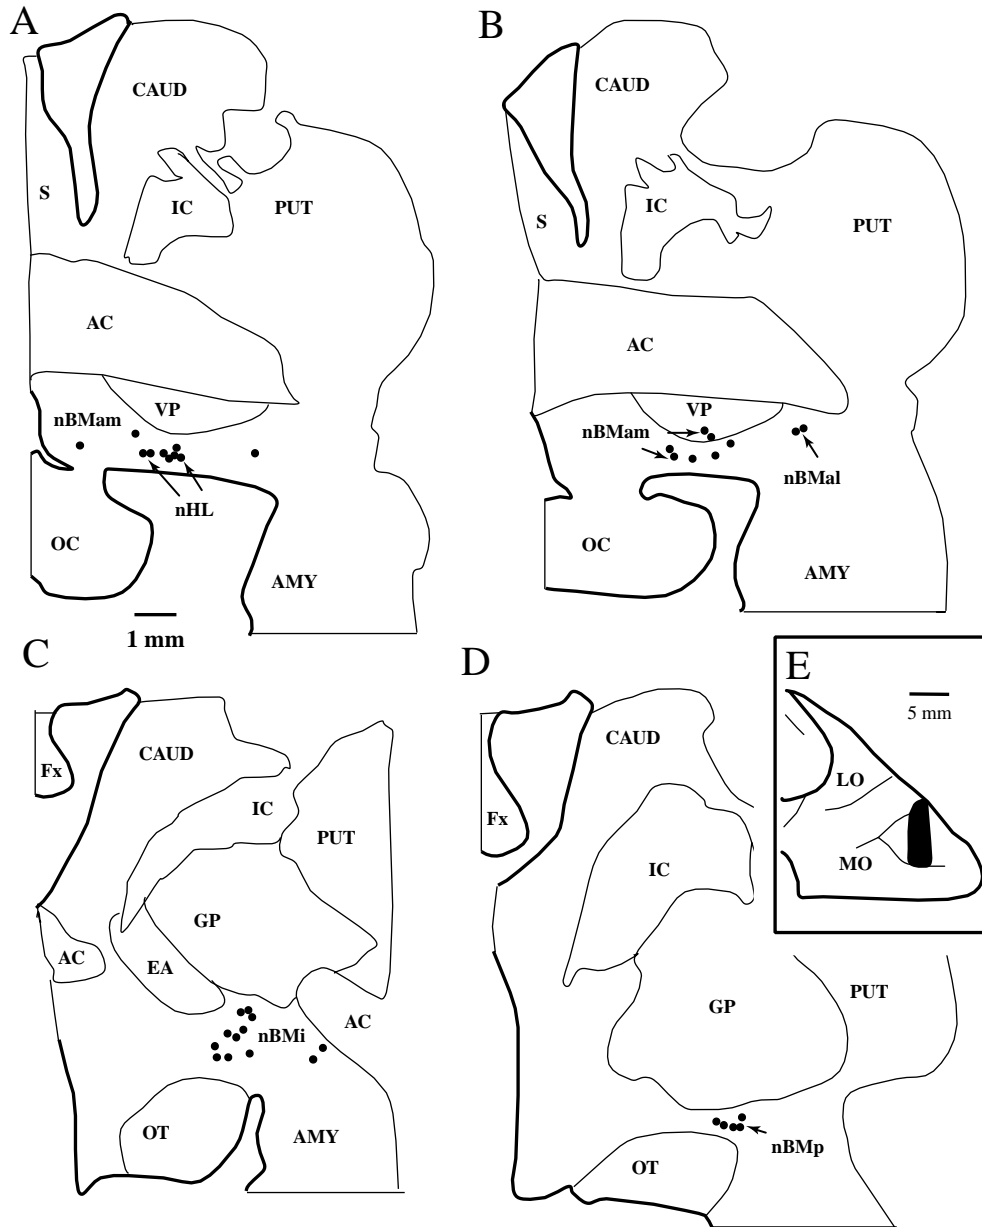 A
CAUD
S
IC
PUT
AC
VP
nBMam
nHL
OC
AMY
1 mm
B
CAUD
S
IC
PUT
AC
VP
nBMam
nBMal
OC
AMY
C
Fx
CAUD
IC
PUT
GP
AC
EA
AC
nBMi
OT
AMY
D
Fx
CAUD
IC
GP
PUT
nBMp
OT
E
5 mm
LO
MO